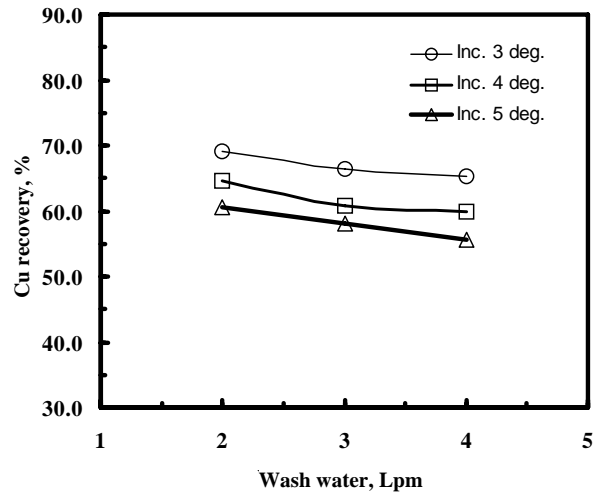 90.0
80.0
70.0
60.0
50.0
40.0
30.0
Cu recovery, %
Inc. 3 deg.
Inc. 4 deg.
Inc. 5 deg.
1 2 3 4 5
Wash water, Lpm